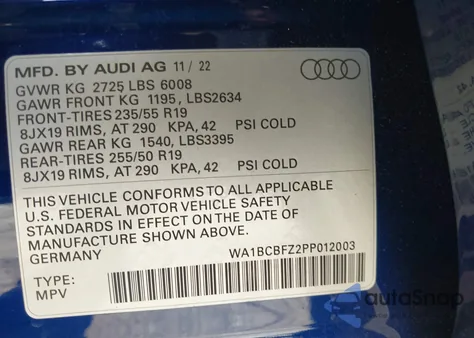 MFD. BY AUDI AG 11 / 22
GVWR KG 2725 LBS 6008
GAWR FRONT KG 1195, LBS2634
FRONT-TIRES 235/55 R19
8JX19 RIMS, AT 290 KPA, 42 PSI COLD
GAWR REAR KG 1540, LBS3395
REAR-TIRES 255/50 R19
8JX19 RIMS, AT 290 KPA, 42 PSI COLD
THIS VEHICLE CONFORMS TO ALL APPLICABLE
U.S. FEDERAL MOTOR VEHICLE SAFETY
STANDARDS IN EFFECT ON THE DATE OF
MANUFACTURE SHOWN ABOVE.
GERMANY
WA1BCBFZ2PP012003
TYPE:
MPV
autoSnap